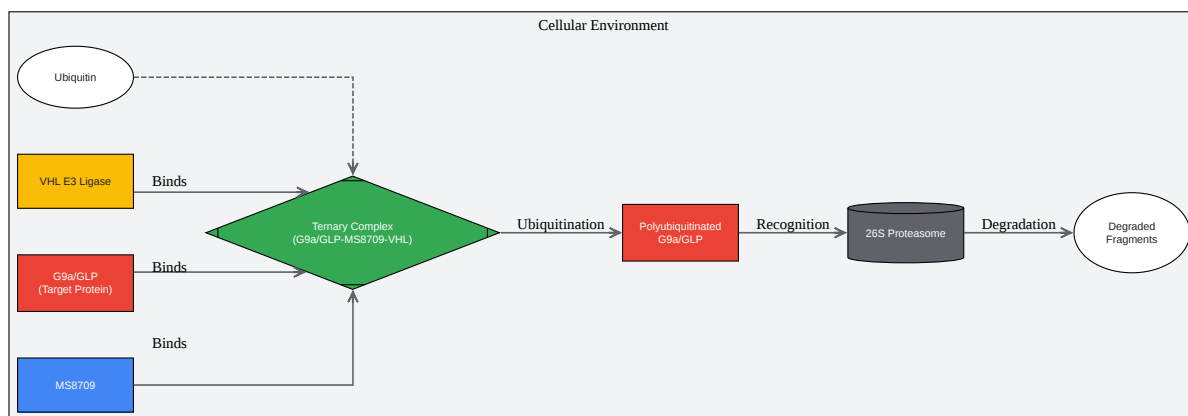 Cellular Environment
Ubiquitin
VHL E3 Ligase
Binds
G9a/GLP
(Target Protein)
Binds
MS8709
Binds
Ternary Complex
(G9a/GLP-MS8709-VHL)
Ubiquitination
Polyubiquitinated
G9a/GLP
Recognition
26S Proteasome
Degradation
Degraded
Fragments